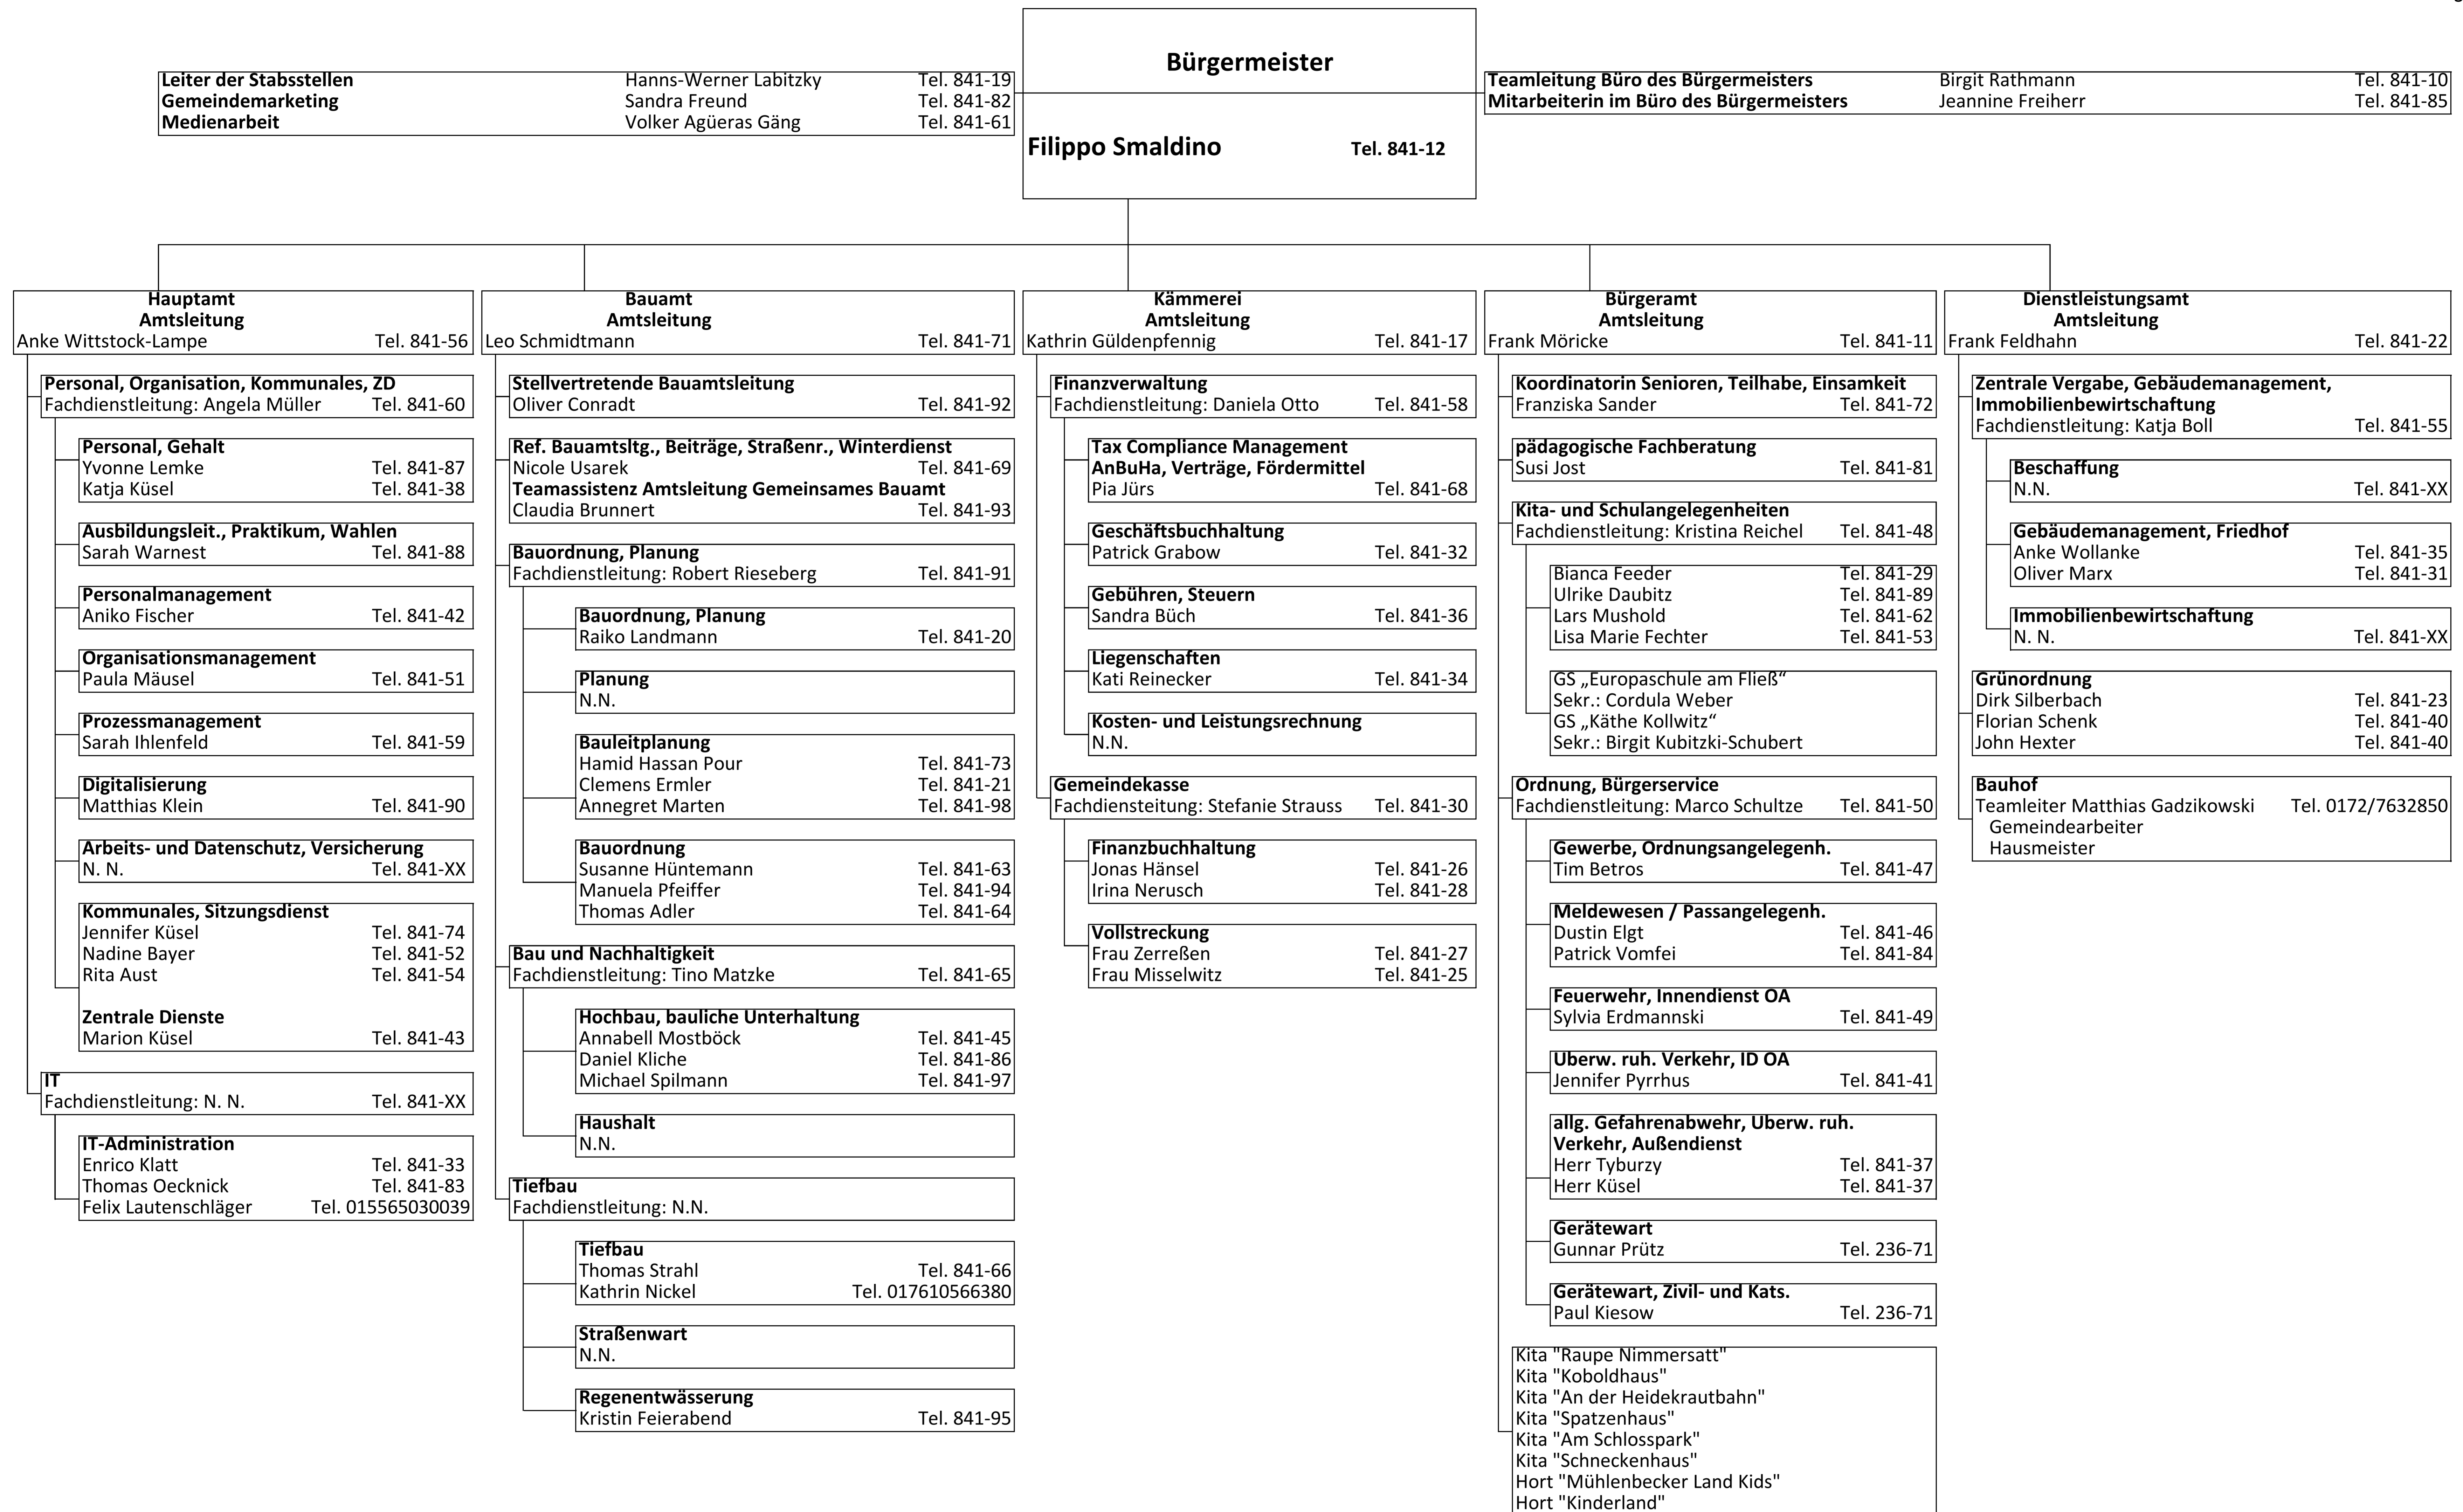 Bürgermeister
Filippo Smaldino Tel. 841-12
Leiter der Stabsstellen Hanns-Werner Labitzky Tel. 841-19
Gemeindemarketing Sandra Freund Tel. 841-82
Medienarbeit Volker Agüeras Gäng Tel. 841-61
Teamleitung Büro des Bürgermeisters Birgit Rathmann Tel. 841-10
Mitarbeiterin im Büro des Bürgermeisters Jeannine Freiherr Tel. 841-85
Hauptamt
Amtsleitung
Anke Wittstock-Lampe Tel. 841-56
Personal, Organisation, Kommunales, ZD
Fachdienstleitung: Angela Müller Tel. 841-60
Personal, Gehalt
Yvonne Lemke Tel. 841-87
Katja Küsel Tel. 841-38
Ausbildungsleit., Praktikum, Wahlen
Sarah Warnest Tel. 841-88
Personalmanagement
Aniko Fischer Tel. 841-42
Organisationsmanagement
Paula Mäusel Tel. 841-51
Prozessmanagement
Sarah Ihlenfeld Tel. 841-59
Digitalisierung
Matthias Klein Tel. 841-90
Arbeits- und Datenschutz, Versicherung
N. N. Tel. 841-XX
Kommunales, Sitzungsdienst
Jennifer Küsel Tel. 841-74
Nadine Bayer Tel. 841-52
Rita Aust Tel. 841-54
Zentrale Dienste
Marion Küsel Tel. 841-43
IT
Fachdienstleitung: N. N. Tel. 841-XX
IT-Administration
Enrico Klatt Tel. 841-33
Thomas Oecknick Tel. 841-83
Felix Lautenschläger Tel. 015565030039
Bauamt
Amtsleitung
Leo Schmidtmann Tel. 841-71
Stellvertretende Bauamtsleitung
Oliver Conradt Tel. 841-92
Ref. Bauamtsltg., Beiträge, Straßenr., Winterdienst
Nicole Usarek Tel. 841-69
Teamassistenz Amtsleitung Gemeinsames Bauamt
Claudia Brunnert Tel. 841-93
Bauordnung, Planung
Fachdienstleitung: Robert Rieseberg Tel. 841-91
Bauordnung, Planung
Raiko Landmann Tel. 841-20
Planung
N.N.
Bauleitplanung
Hamid Hassan Pour Tel. 841-73
Clemens Ermler Tel. 841-21
Annegret Marten Tel. 841-98
Bauordnung
Susanne Hüntemann Tel. 841-63
Manuela Pfeiffer Tel. 841-94
Thomas Adler Tel. 841-64
Bau und Nachhaltigkeit
Fachdienstleitung: Tino Matzke Tel. 841-65
Hochbau, bauliche Unterhaltung
Annabell Mostböck Tel. 841-45
Daniel Kliche Tel. 841-86
Michael Spilmann Tel. 841-97
Haushalt
N.N.
Tiefbau
Fachdienstleitung: N.N.
Tiefbau
Thomas Strahl Tel. 841-66
Kathrin Nickel Tel. 017610566380
Straßenwart
N.N.
Regenentwässerung
Kristin Feierabend Tel. 841-95
Kämmerei
Amtsleitung
Kathrin Güldenpfennig Tel. 841-17
Finanzverwaltung
Fachdienstleitung: Daniela Otto Tel. 841-58
Tax Compliance Management
AnBuHa, Verträge, Fördermittel
Pia Jürs Tel. 841-68
Geschäftsbuchhaltung
Patrick Grabow Tel. 841-32
Gebühren, Steuern
Sandra Büch Tel. 841-36
Liegenschaften
Kati Reinecker Tel. 841-34
Kosten- und Leistungsrechnung
N.N.
Gemeindekasse
Fachdiensteitung: Stefanie Strauss Tel. 841-30
Finanzbuchhaltung
Jonas Hänsel Tel. 841-26
Irina Nerusch Tel. 841-28
Vollstreckung
Frau Zerreßen Tel. 841-27
Frau Misselwitz Tel. 841-25
Bürgeramt
Amtsleitung
Frank Möricke Tel. 841-11
Koordinatorin Senioren, Teilhabe, Einsamkeit
Franziska Sander Tel. 841-72
pädagogische Fachberatung
Susi Jost Tel. 841-81
Kita- und Schulangelegenheiten
Fachdienstleitung: Kristina Reichel Tel. 841-48
Bianca Feeder Tel. 841-29
Ulrike Daubitz Tel. 841-89
Lars Mushold Tel. 841-62
Lisa Marie Fechter Tel. 841-53
GS „Europaschule am Fließ“
Sekr.: Cordula Weber
GS „Käthe Kollwitz“
Sekr.: Birgit Kubitzki-Schubert
Ordnung, Bürgerservice
Fachdienstleitung: Marco Schultze Tel. 841-50
Gewerbe, Ordnungsangelegenh.
Tim Betros Tel. 841-47
Meldewesen / Passangelegenh.
Dustin Elgt Tel. 841-46
Patrick Vomfei Tel. 841-84
Feuerwehr, Innendienst OA
Sylvia Erdmannski Tel. 841-49
Überw. ruh. Verkehr, ID OA
Jennifer Pyrrhus Tel. 841-41
allg. Gefahrenabwehr, Überw. ruh.
Verkehr, Außendienst
Herr Tyburzy Tel. 841-37
Herr Küsel Tel. 841-37
Gerätewart
Gunnar Prütz Tel. 236-71
Gerätewart, Zivil- und Kats.
Paul Kiesow Tel. 236-71
Kita "Raupe Nimmersatt"
Kita "Koboldhaus"
Kita "An der Heidekrautbahn"
Kita "Spatzenhaus"
Kita "Am Schlosspark"
Kita "Schneckenhaus"
Hort "Mühlenbecker Land Kids"
Hort "Kinderland"
Dienstleistungsamt
Amtsleitung
Frank Feldhahn Tel. 841-22
Zentrale Vergabe, Gebäudemanagement,
Immobilienbewirtschaftung
Fachdienstleitung: Katja Boll Tel. 841-55
Beschaffung
N.N. Tel. 841-XX
Gebäudemanagement, Friedhof
Anke Wollanke Tel. 841-35
Oliver Marx Tel. 841-31
Immobilienbewirtschaftung
N. N. Tel. 841-XX
Grünordnung
Dirk Silberbach Tel. 841-23
Florian Schenk Tel. 841-40
John Hexter Tel. 841-40
Bauhof
Teamleiter Matthias Gadzikowski Tel. 0172/7632850
Gemeindearbeiter
Hausmeister